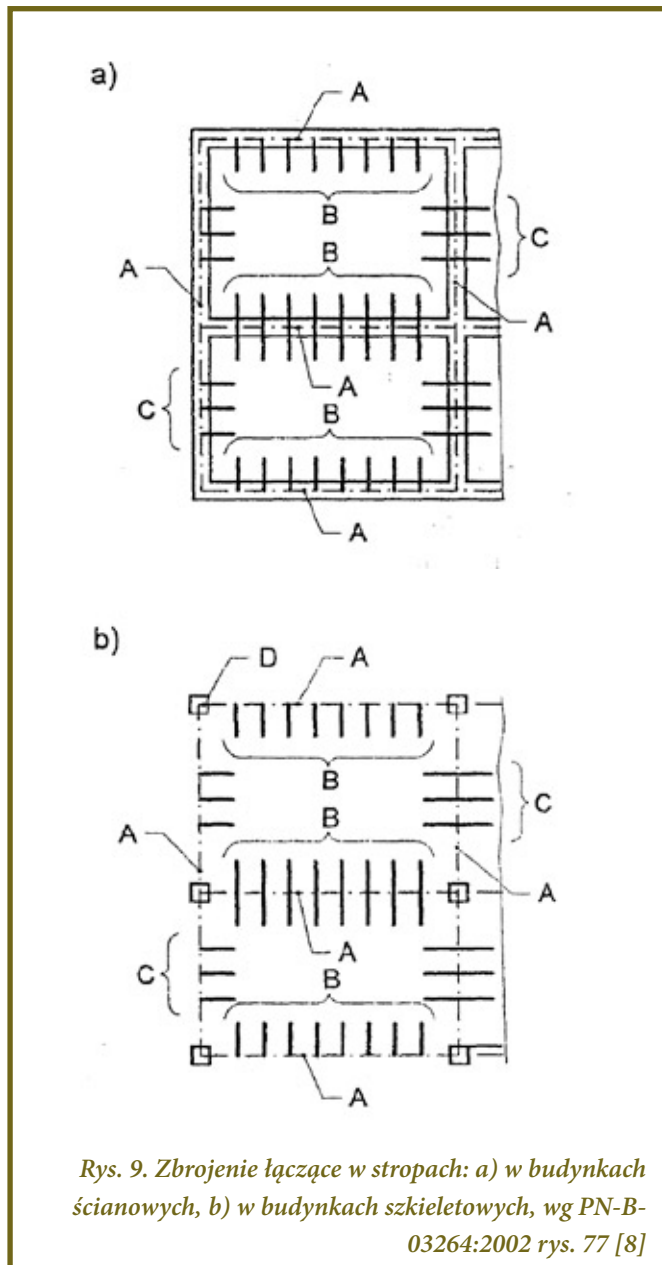 a)
A
B
B
C
A
A
A
C
B
A
b)
D
A
B
B
C
A
A
A
C
B
A
Rys. 9. Zbrojenie łączące w stropach: a) w budynkach
ścianowych, b) w budynkach szkieletowych, wg PN-B-
03264:2002 rys. 77 [8]